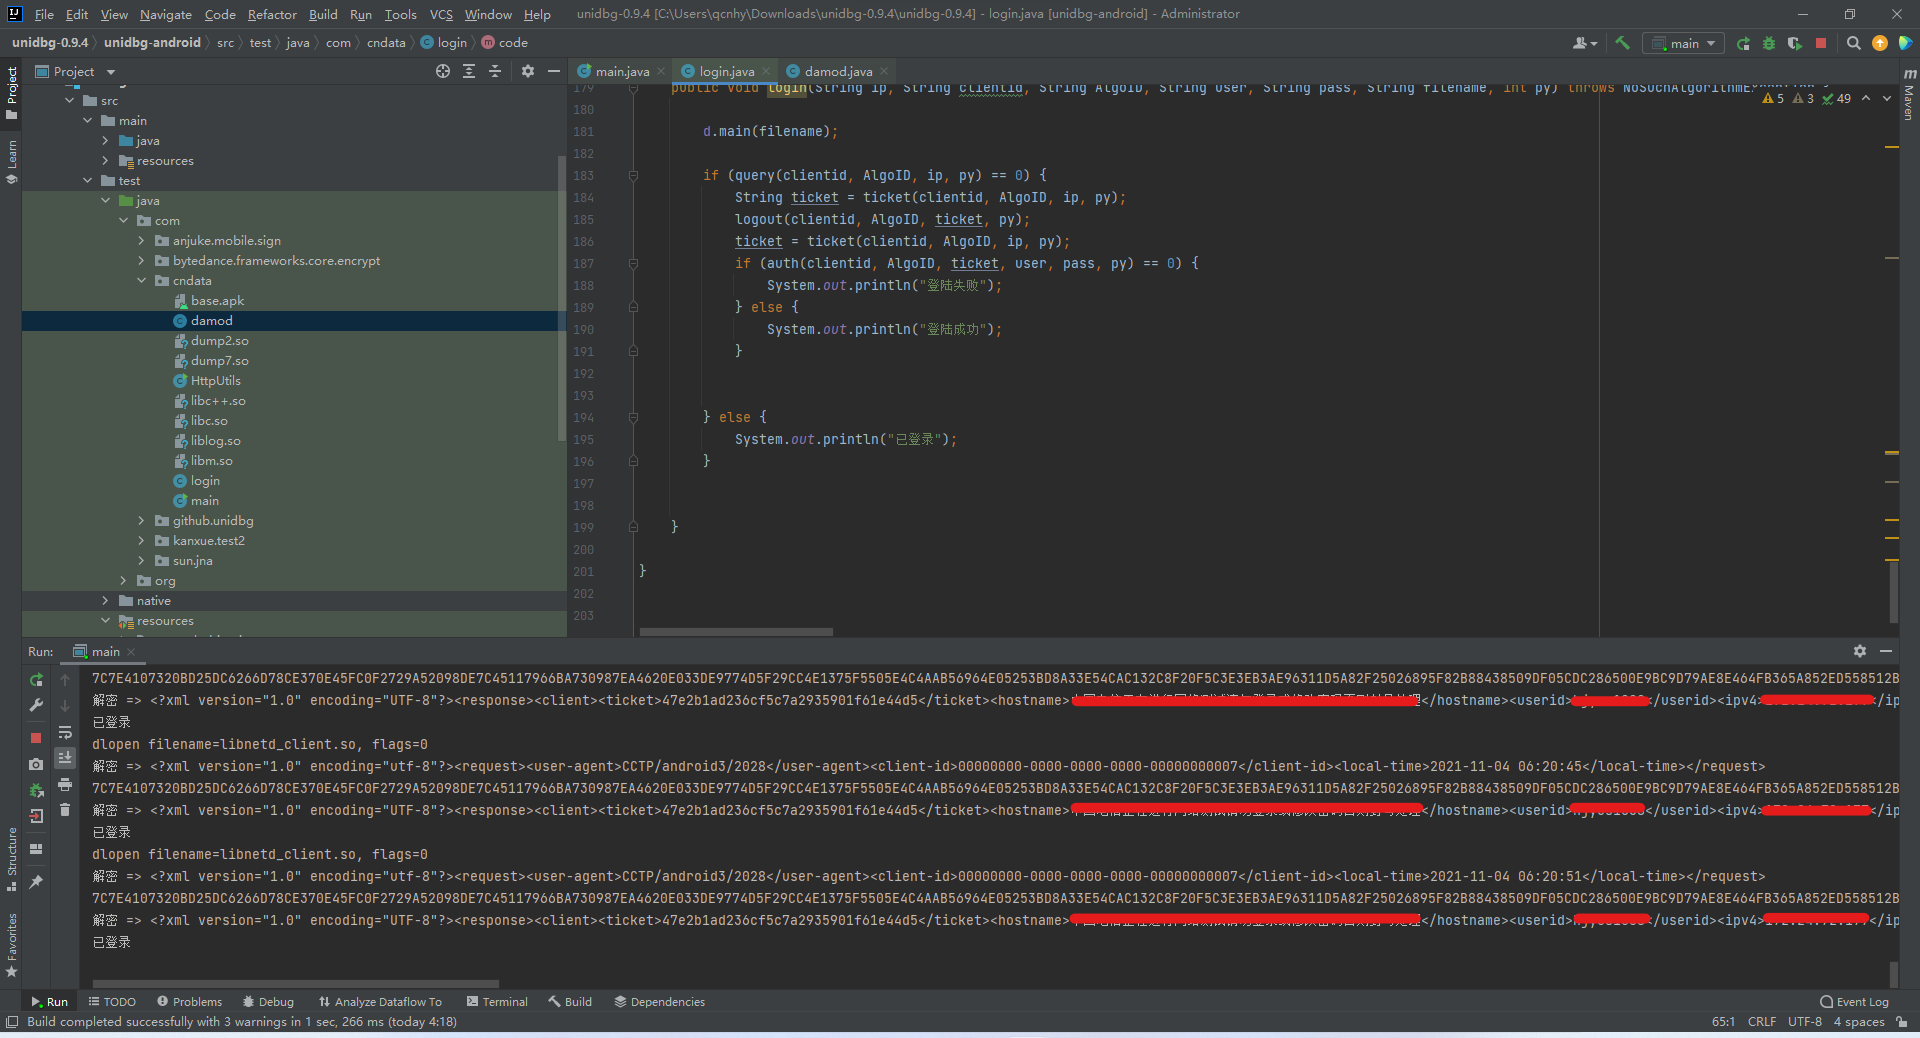 File Edit View Navigate Code Refactor Build Run Tools VCS Window Help unidbg-0.9.4 [C:\Users\qcnhy\Downloads\unidbg-0.9.4\unidbg-0.9.4] - login.java [unidbg-android] - Administrator
unidbg-0.9.4 unidbg-android src test java com cndata login code main
Project main.java login.java damod.java
Project
Learn
Structure
Favorites
Maven
src
main
java
resources
test
java
com
anjuke.mobile.sign
bytedance.frameworks.core.encrypt
cndata
base.apk
damod
dump2.so
dump7.so
HttpUtils
libc++.so
libc.so
liblog.so
libm.so
login
main
github.unidbg
kanxue.test2
sun.jna
org
native
resources
5 3 49
179 public void login(String ip, String clientid, String AlgoID, String user, String pass, String filename, int py) throws
180
181 d.main(filename);
182
183 if (query(clientid, AlgoID, ip, py) == 0) {
184 String ticket = ticket(clientid, AlgoID, ip, py);
185 logout(clientid, AlgoID, ticket, py);
186 ticket = ticket(clientid, AlgoID, ip, py);
187 if (auth(clientid, AlgoID, ticket, user, pass, py) == 0) {
188 System.out.println("登陆失败");
189 } else {
190 System.out.println("登陆成功");
191 }
192
193
194 } else {
195 System.out.println("已登录");
196 }
197
198
199 }
200
201 }
202
203
Run: main
7C7E4107320BD25DC6266D78CE370E45FC0F2729A52098DE7C45117966BA730987EA4620E033DE9774D5F29CC4E1375F5505E4C4AAB56964E05253BD8A33E54CAC132C8F20F5C3E3EB3AE96311D5A82F25026895F82B88438509DF05CDC286500E9BC9D79AE8E464FB365A852ED558512B
解密 => <?xml version="1.0" encoding="UTF-8"?><response><client><ticket>47e2b1ad236cf5c7a2935901f61e44d5</ticket><hostname> </hostname><userid> </userid><ipv4> </ip
已登录
dlopen filename=libnetd_client.so, flags=0
解密 => <?xml version="1.0" encoding="utf-8"?><request><user-agent>CCTP/android3/2028</user-agent><client-id>00000000-0000-0000-0000-00000000007</client-id><local-time>2021-11-04 06:20:45</local-time></request>
7C7E4107320BD25DC6266D78CE370E45FC0F2729A52098DE7C45117966BA730987EA4620E033DE9774D5F29CC4E1375F5505E4C4AAB56964E05253BD8A33E54CAC132C8F20F5C3E3EB3AE96311D5A82F25026895F82B88438509DF05CDC286500E9BC9D79AE8E464FB365A852ED558512B
解密 => <?xml version="1.0" encoding="UTF-8"?><response><client><ticket>47e2b1ad236cf5c7a2935901f61e44d5</ticket><hostname> </hostname><userid> </userid><ipv4> </ip
已登录
dlopen filename=libnetd_client.so, flags=0
解密 => <?xml version="1.0" encoding="utf-8"?><request><user-agent>CCTP/android3/2028</user-agent><client-id>00000000-0000-0000-0000-00000000007</client-id><local-time>2021-11-04 06:20:51</local-time></request>
7C7E4107320BD25DC6266D78CE370E45FC0F2729A52098DE7C45117966BA730987EA4620E033DE9774D5F29CC4E1375F5505E4C4AAB56964E05253BD8A33E54CAC132C8F20F5C3E3EB3AE96311D5A82F25026895F82B88438509DF05CDC286500E9BC9D79AE8E464FB365A852ED558512B
解密 => <?xml version="1.0" encoding="UTF-8"?><response><client><ticket>47e2b1ad236cf5c7a2935901f61e44d5</ticket><hostname> </hostname><userid> </userid><ipv4> </ip
已登录
Run TODO Problems Debug Analyze Dataflow To Terminal Build Dependencies Event Log
Build completed successfully with 3 warnings in 1 sec, 266 ms (today 4:18) 65:1 CRLF UTF-8 4 spaces